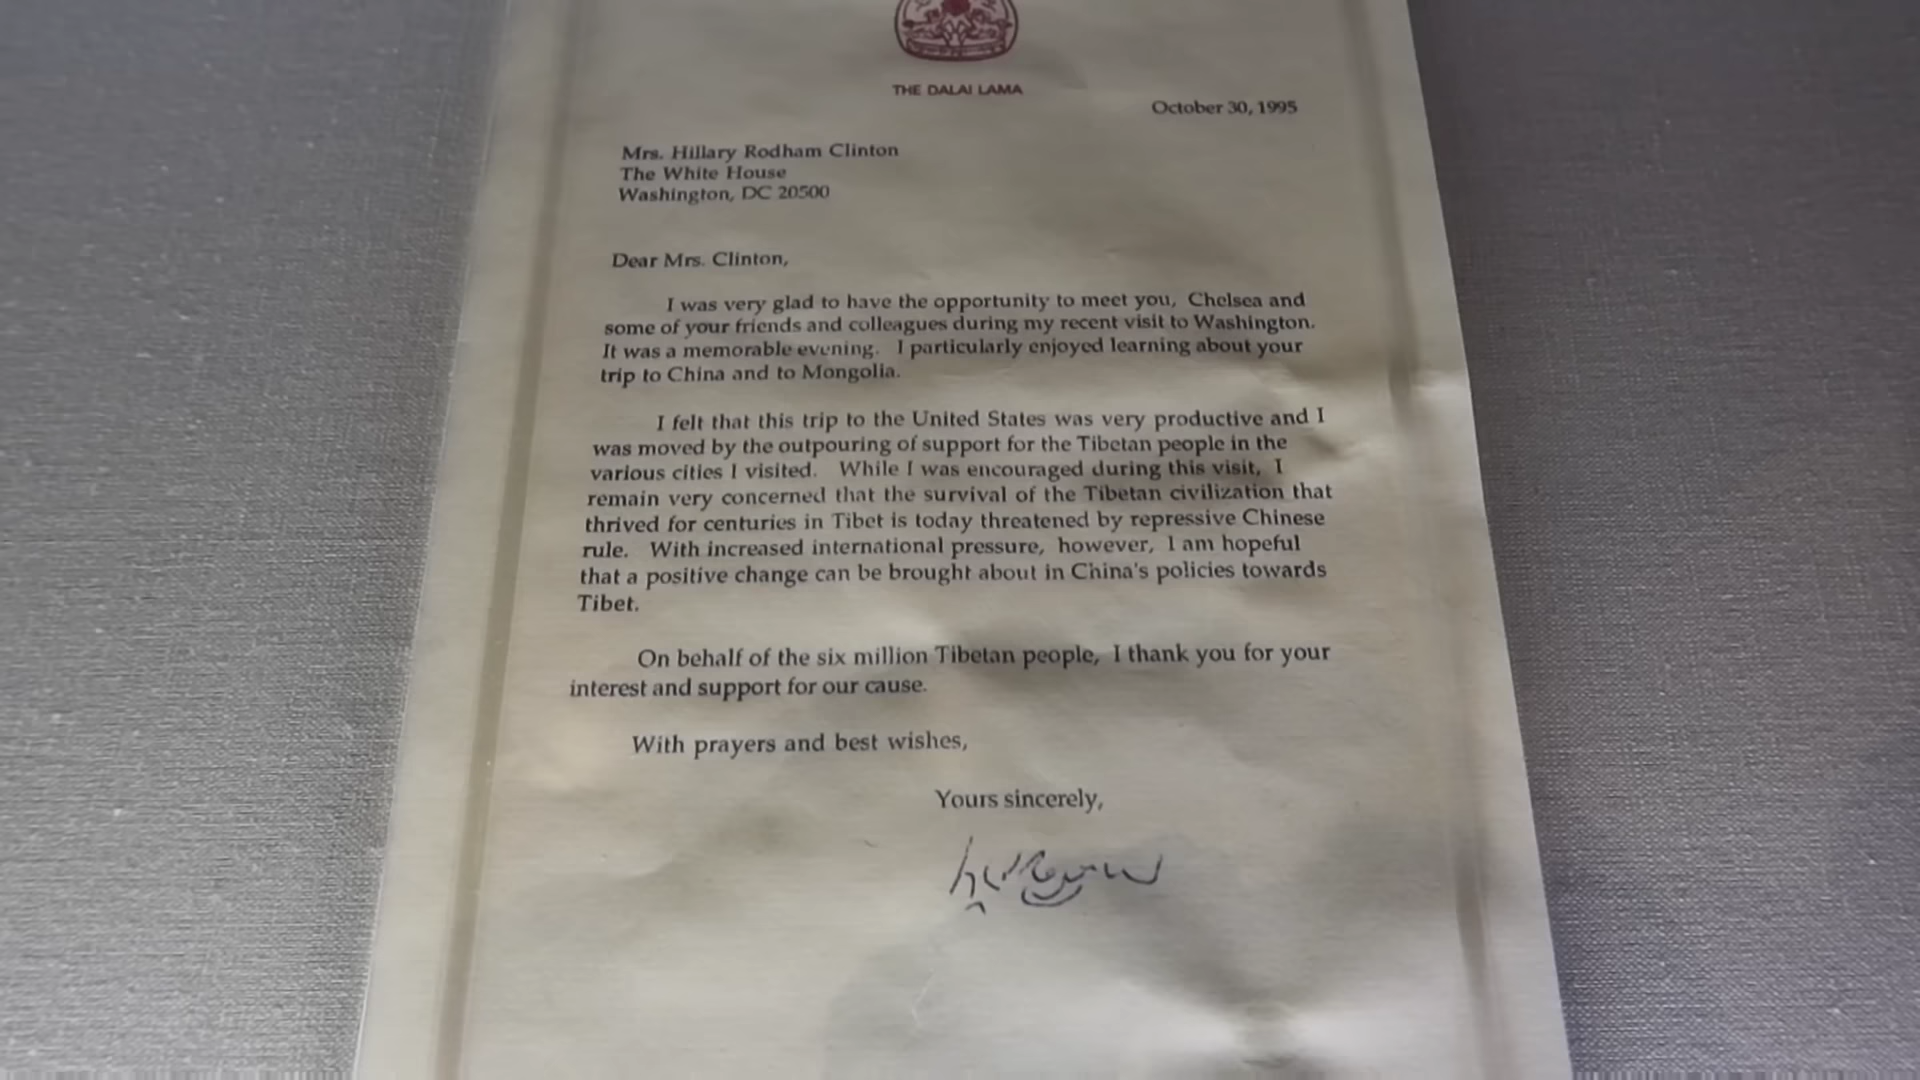 THE DALAI LAMA
October 30, 1995
Mrs. Hillary Rodham Clinton
The White House
Washington, DC 20500
Dear Mrs. Clinton,
I was very glad to have the opportunity to meet you, Chelsea and
some of your friends and colleagues during my recent visit to Washington.
It was a memorable evening. I particularly enjoyed learning about your
trip to China and to Mongolia.
I felt that this trip to the United States was very productive and I
was moved by the outpouring of support for the Tibetan people in the
various cities I visited. While I was encouraged during this visit, I
remain very concerned that the survival of the Tibetan civilization that
thrived for centuries in Tibet is today threatened by repressive Chinese
rule. With increased international pressure, however, I am hopeful
that a positive change can be brought about in China's policies towards
Tibet.
On behalf of the six million Tibetan people, I thank you for your
interest and support for our cause.
With prayers and best wishes,
Yours sincerely,